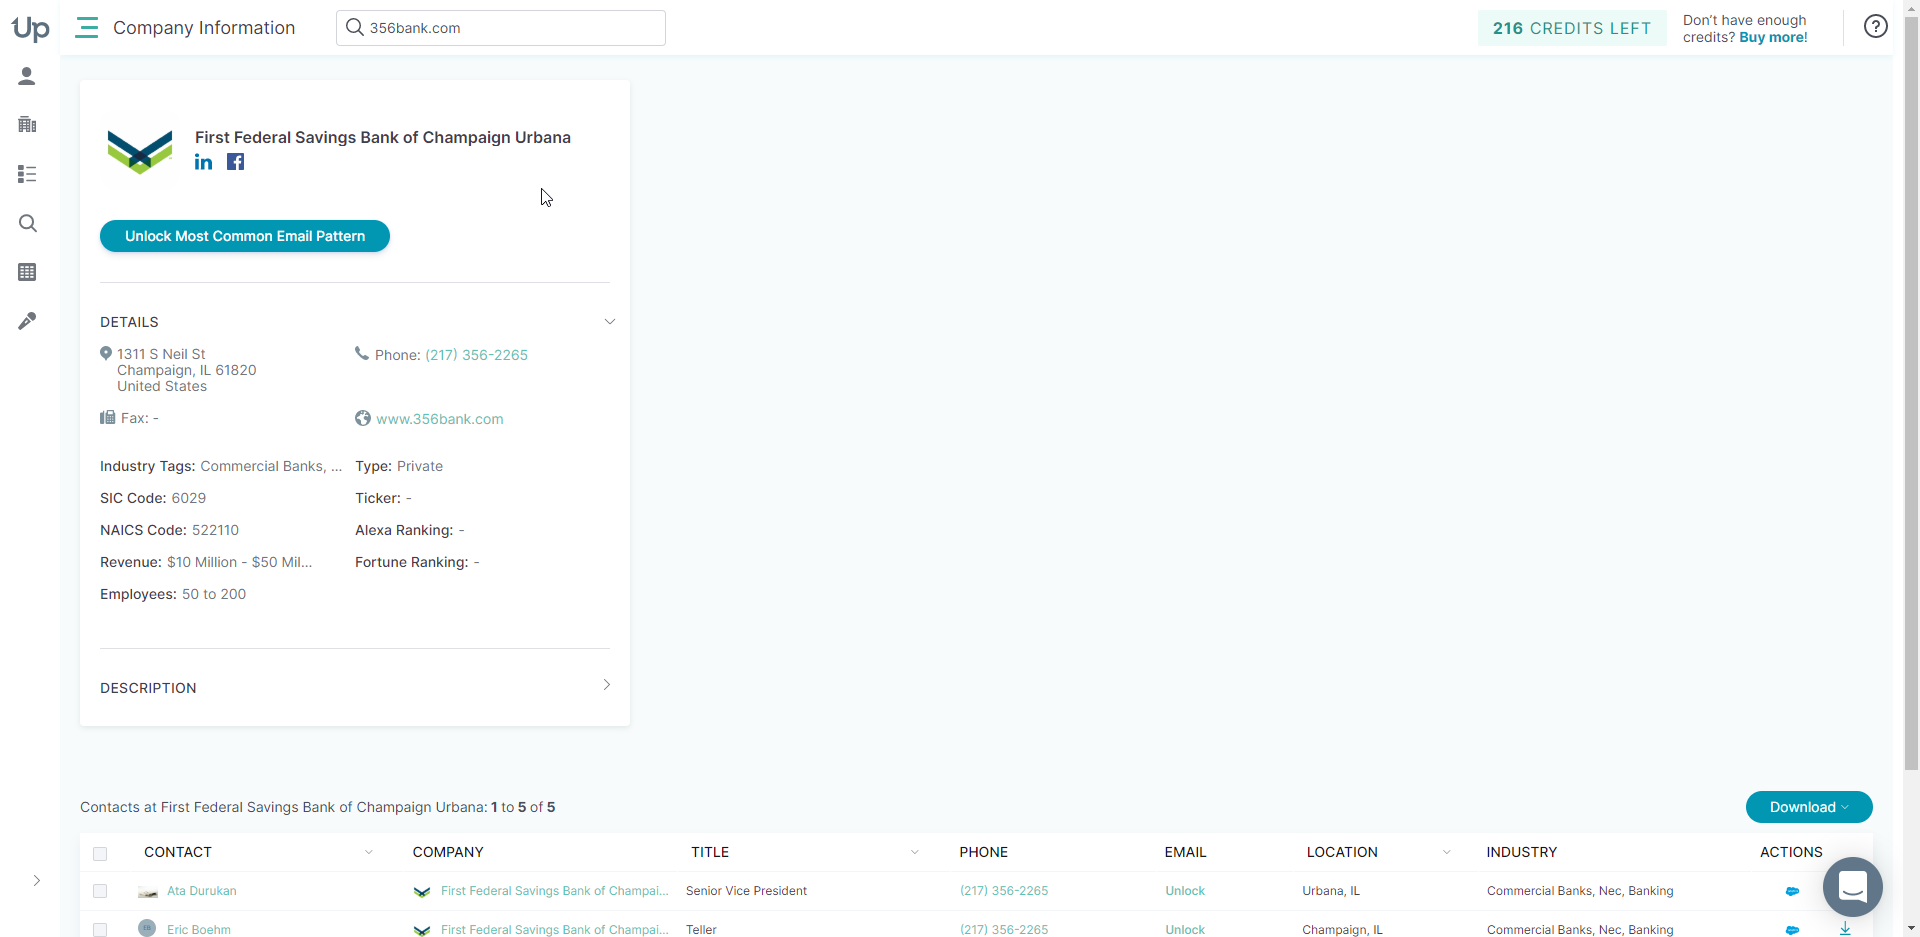 Up
Company Information
356bank.com
216 CREDITS LEFT
Don't have enough
credits? Buy more!
First Federal Savings Bank of Champaign Urbana
Unlock Most Common Email Pattern
DETAILS
1311 S Neil St
Champaign, IL 61820
United States
Phone: (217) 356-2265
Fax: -
www.356bank.com
Industry Tags: Commercial Banks, ...
Type: Private
SIC Code: 6029
Ticker: -
NAICS Code: 522110
Alexa Ranking: -
Revenue: $10 Million - $50 Mil...
Fortune Ranking: -
Employees: 50 to 200
DESCRIPTION
Contacts at First Federal Savings Bank of Champaign Urbana: 1 to 5 of 5
Download
CONTACT COMPANY TITLE PHONE EMAIL LOCATION INDUSTRY ACTIONS
Ata Durukan First Federal Savings Bank of Champai... Senior Vice President (217) 356-2265 Unlock Urbana, IL Commercial Banks, Nec, Banking
EB Eric Boehm First Federal Savings Bank of Champai... Teller (217) 356-2265 Unlock Champaign, IL Commercial Banks, Nec, Banking